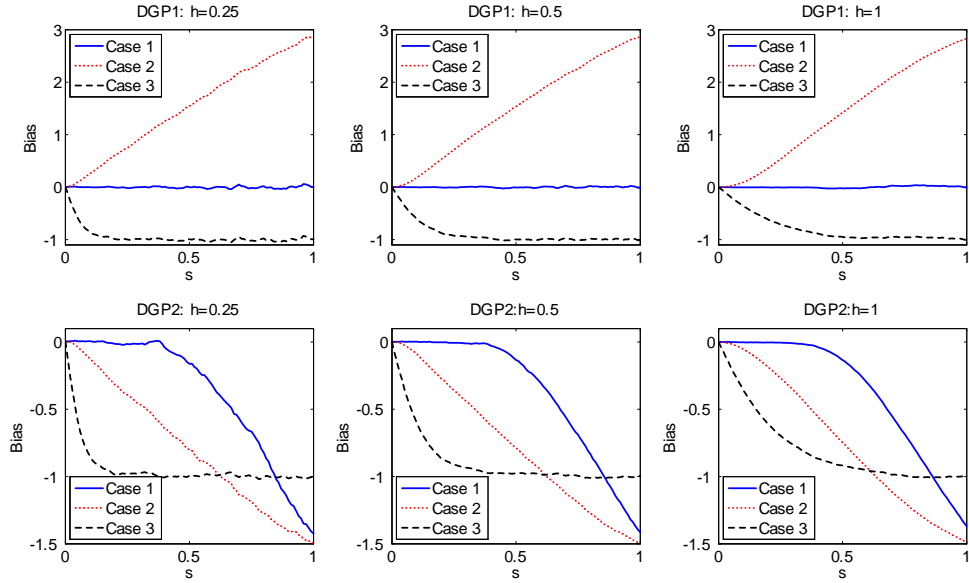 DGP1: h=0.25
DGP1: h=0.5
DGP1: h=1
3
2
1
0
-1
Bias
Case 1
Case 2
Case 3
0
0.5
1
s
3
2
1
0
-1
Bias
Case 1
Case 2
Case 3
0
0.5
1
s
3
2
1
0
-1
Bias
Case 1
Case 2
Case 3
0
0.5
1
s
DGP2: h=0.25
DGP2:h=0.5
DGP2:h=1
0
-0.5
-1
-1.5
Bias
Case 1
Case 2
Case 3
0
0.5
1
s
0
-0.5
-1
-1.5
Bias
Case 1
Case 2
Case 3
0
0.5
1
s
0
-0.5
-1
-1.5
Bias
Case 1
Case 2
Case 3
0
0.5
1
s